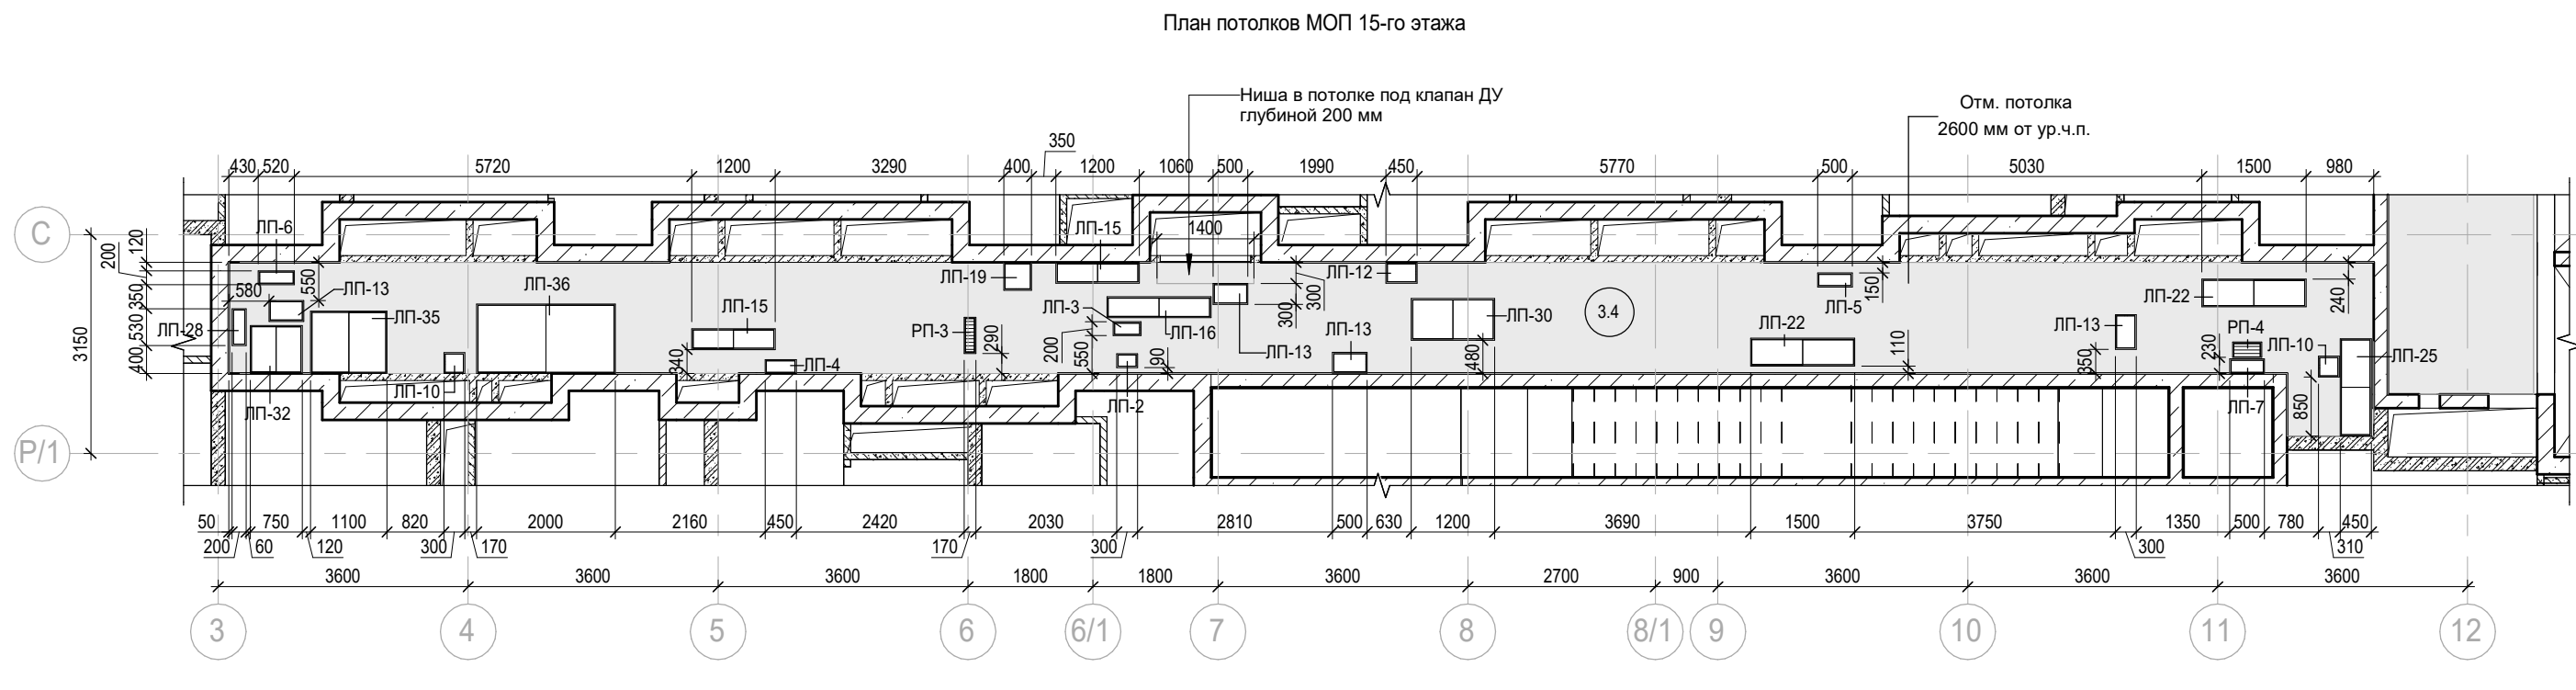 План потолков МОП 15-го этажа
Ниша в потолке под клапан ДУ
глубиной 200 мм
Отм. потолка
2600 мм от ур.ч.п.
350
430 520 5720 1200 3290 400 1200 1060 500 1990 450 5770 500 5030 1500 980
С
Р/1
3150
120
200
350
530
400
ЛП-6
550
580
ЛП-13
ЛП-28
ЛП-35
ЛП-32
ЛП-36
ЛП-10
ЛП-15
340
ЛП-4
РП-3
290
ЛП-19
ЛП-15
1400
ЛП-3
200
550
ЛП-16
90
ЛП-2
300
300
ЛП-13
ЛП-12
ЛП-13
ЛП-30
480
3.4
ЛП-22
110
ЛП-5
150
ЛП-22
240
ЛП-13
350
РП-4
230
ЛП-7
ЛП-10
ЛП-25
850
50 750 1100 820 2000 2160 450 2420 2030 2810 500 630 1200 3690 1500 3750 1350 500 780 450
200 60 120 300 170 170 300 300 310
3600 3600 3600 1800 1800 3600 2700 900 3600 3600 3600
3 4 5 6 6/1 7 8 8/1 9 10 11 12